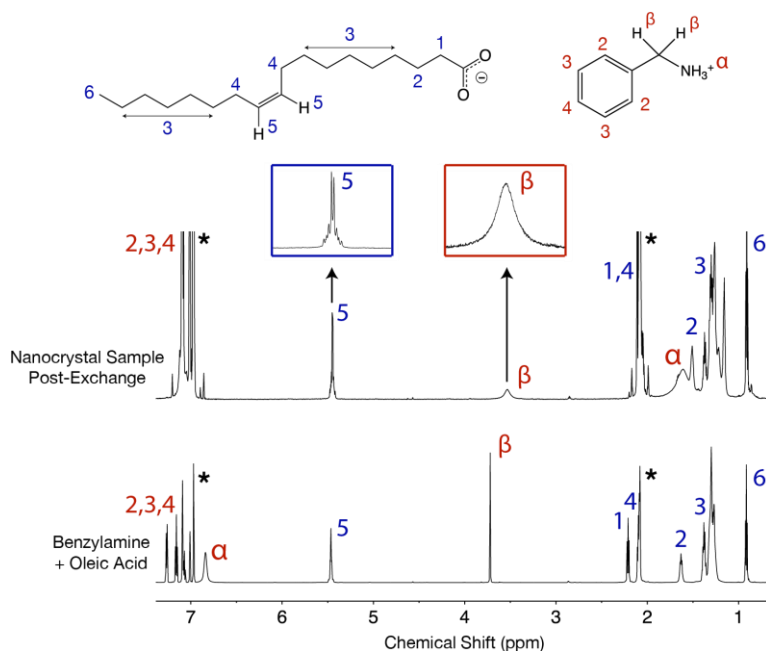 β β
H H
3 1 O
4 2 O ⊖
6 4 H 5
3 H 5
2 NH₃⁺ α
3
4 2
3
5 β
2,3,4 * 1,4 * 3 6
5 2
α
β
Nanocrystal Sample
Post-Exchange
β
2,3,4 * 4 * 6
1 3
5 2
α
Benzylamine
+ Oleic Acid
7 6 5 4 3 2 1
Chemical Shift (ppm)